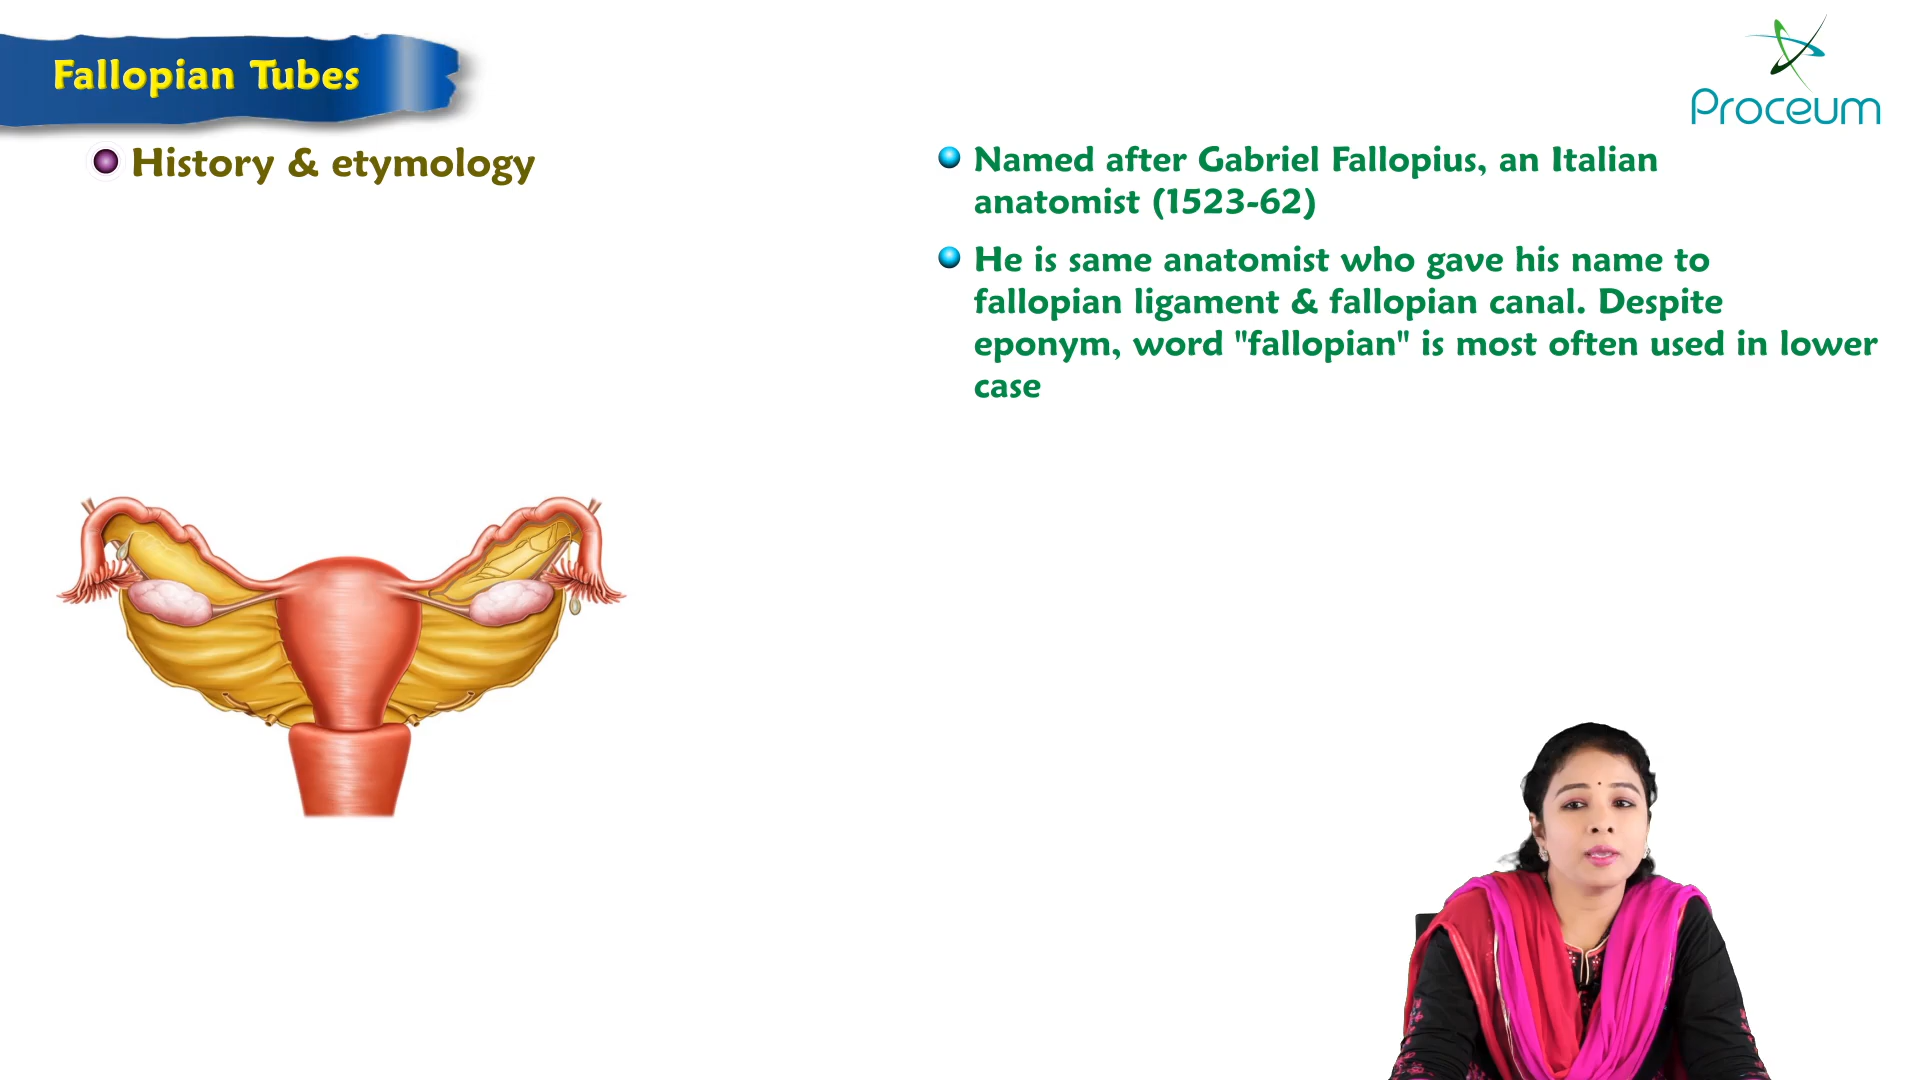 Fallopian Tubes
Proceum
History & etymology
Named after Gabriel Fallopius, an Italian
anatomist (1523-62)
He is same anatomist who gave his name to
fallopian ligament & fallopian canal. Despite
eponym, word "fallopian" is most often used in lower
case